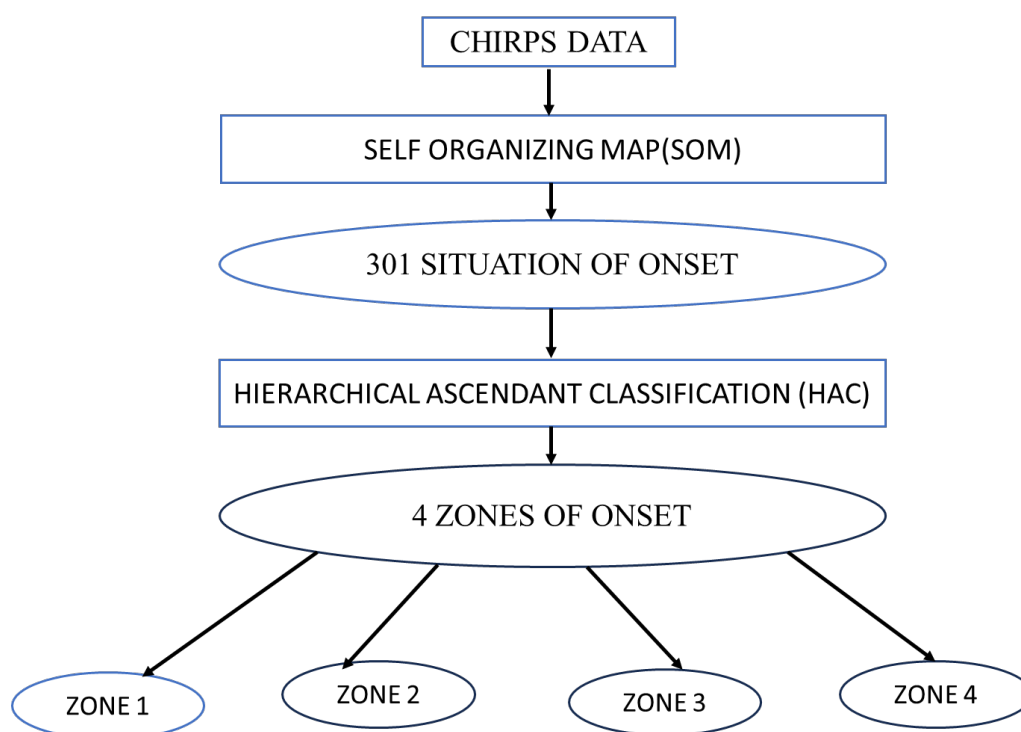 CHIRPS DATA
SELF ORGANIZING MAP(SOM)
301 SITUATION OF ONSET
HIERARCHICAL ASCENDANT CLASSIFICATION (HAC)
4 ZONES OF ONSET
ZONE 1
ZONE 2
ZONE 3
ZONE 4